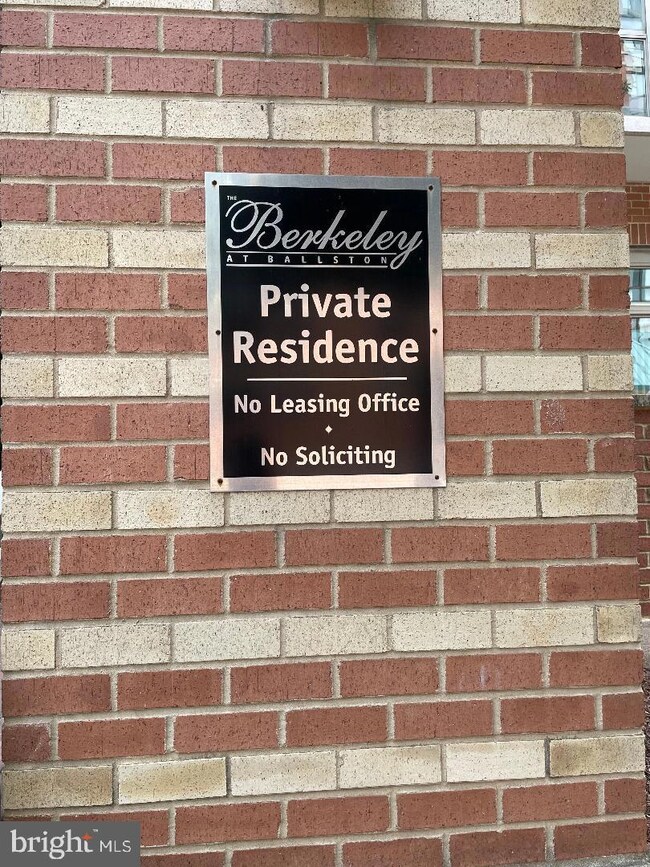 THE
Berkeley
AT BALLSTON
Private
Residence
No Leasing Office
No Soliciting
bright MLS